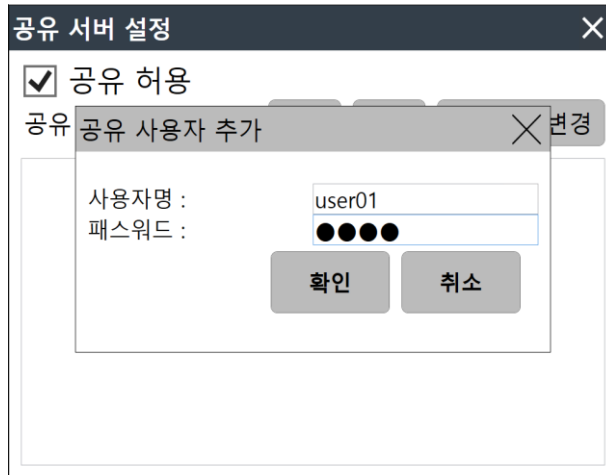 공유 서버 설정
공유 허용
공유
변경
공유 사용자 추가
사용자명 : user01
패스워드 : ●●●●
확인 취소